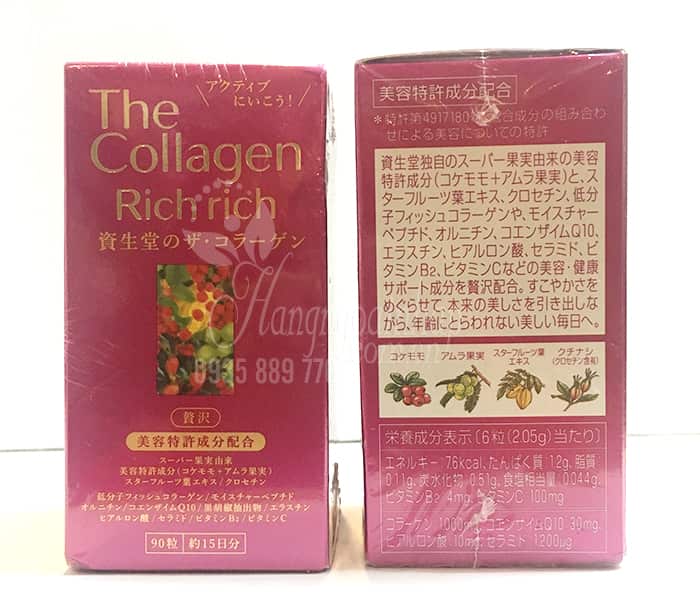 アクティブ
にいこう!
The
Collagen
Rich rich
資生堂のザ・コラーゲン
贅沢
美容特許成分配合
スーパー果実由来
美容特許成分(コケモモ+アムラ果実)
スターフルーツ葉エキス/クロセチン
低分子フィッシュコラーゲン/モイスチャーペプチド
オルニチン/コエンザイムQ10/黒胡椒抽出物/エラスチン
ヒアルロン酸/セラミド/ビタミンB2/ビタミンC
90粒 約15日分
美容特許成分配合
*特許第4917180 合成分の組み合わ
せによる美容についての特許
資生堂独自のスーパー果実由来の美容
特許成分(コケモモ+アムラ果実)と、ス
ターフルーツ葉エキス、クロセチン、低分
子フィッシュコラーゲンや、モイスチャー
ペプチド、オルニチン、コエンザイムQ10、
エラスチン、ヒアルロン酸、セラミド、ビ
タミンB2、ビタミンCなどの美容・健康
サポート成分を贅沢配合。すこやかさを
めぐらせて、本来の美しさを引き出しな
がら、年齢にとらわれない美しい毎日へ。
コケモモ
アムラ果実
スターフルーツ葉
エキス
クチナシ
(クロセチン含有)
栄養成分表示〔6粒(2.05g)当たり〕
エネルギー 7.6kcal、たんぱく質 1.2g、脂質
0.11g、炭水化物 0.51g、食塩相当量 0.044g、
ビタミンB2 4mg、ビタミンC 100mg
コラーゲン 1000mg、コエンザイムQ10 30mg、
ヒアルロン酸 10mg、セラミド 1200μg